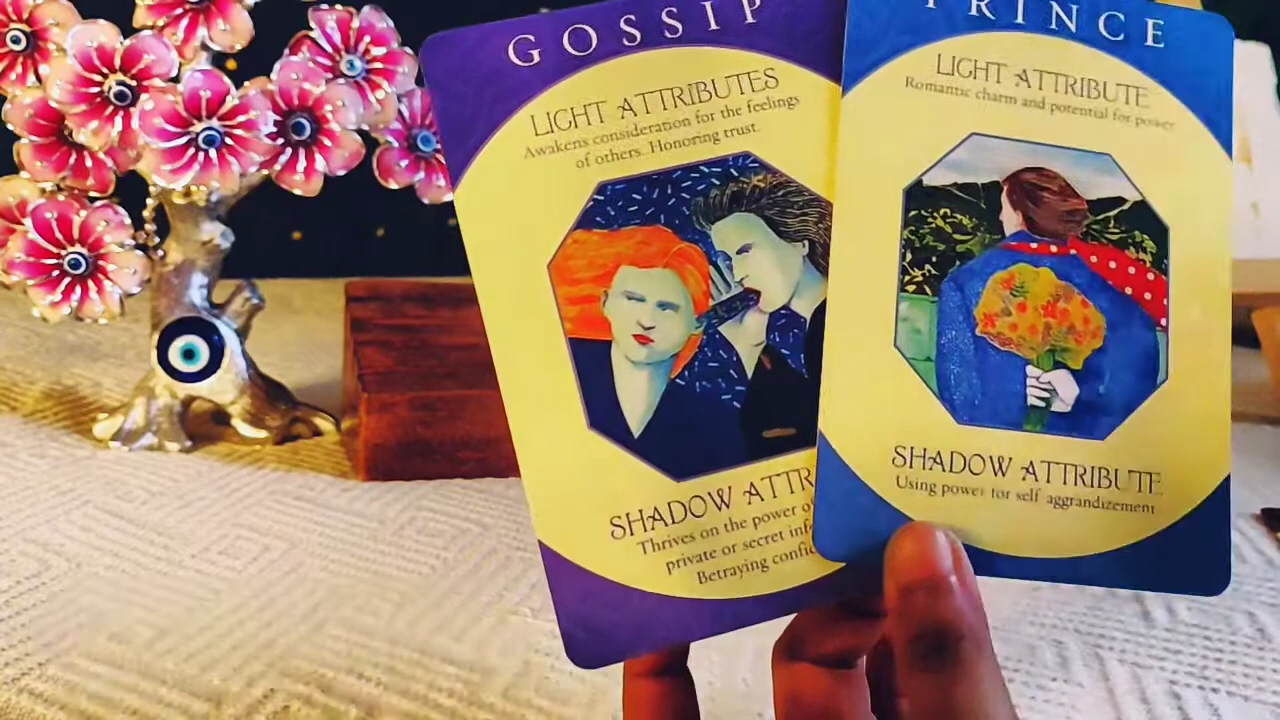 GOSSIP
LIGHT ATTRIBUTES
Awakens consideration for the feelings
of others. Honoring trust.
SHADOW ATTR
Thrives on the power o
private or secret inf
Betraying confi
PRINCE
LIGHT ATTRIBUTE
Romantic charm and potential for power
SHADOW ATTRIBUTE
Using power for self aggrandizement